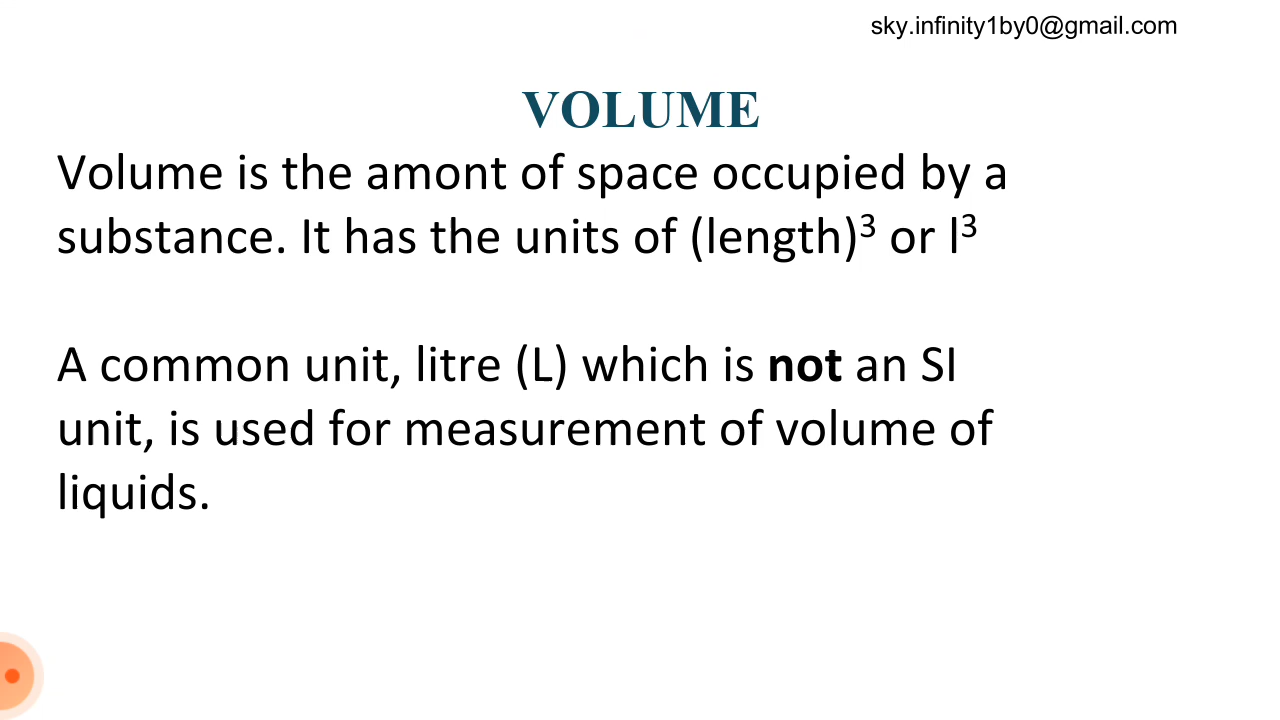 sky.infinity1by0@gmail.com
VOLUME
Volume is the amont of space occupied by a
substance. It has the units of (length)³ or l³
A common unit, litre (L) which is not an SI
unit, is used for measurement of volume of
liquids.